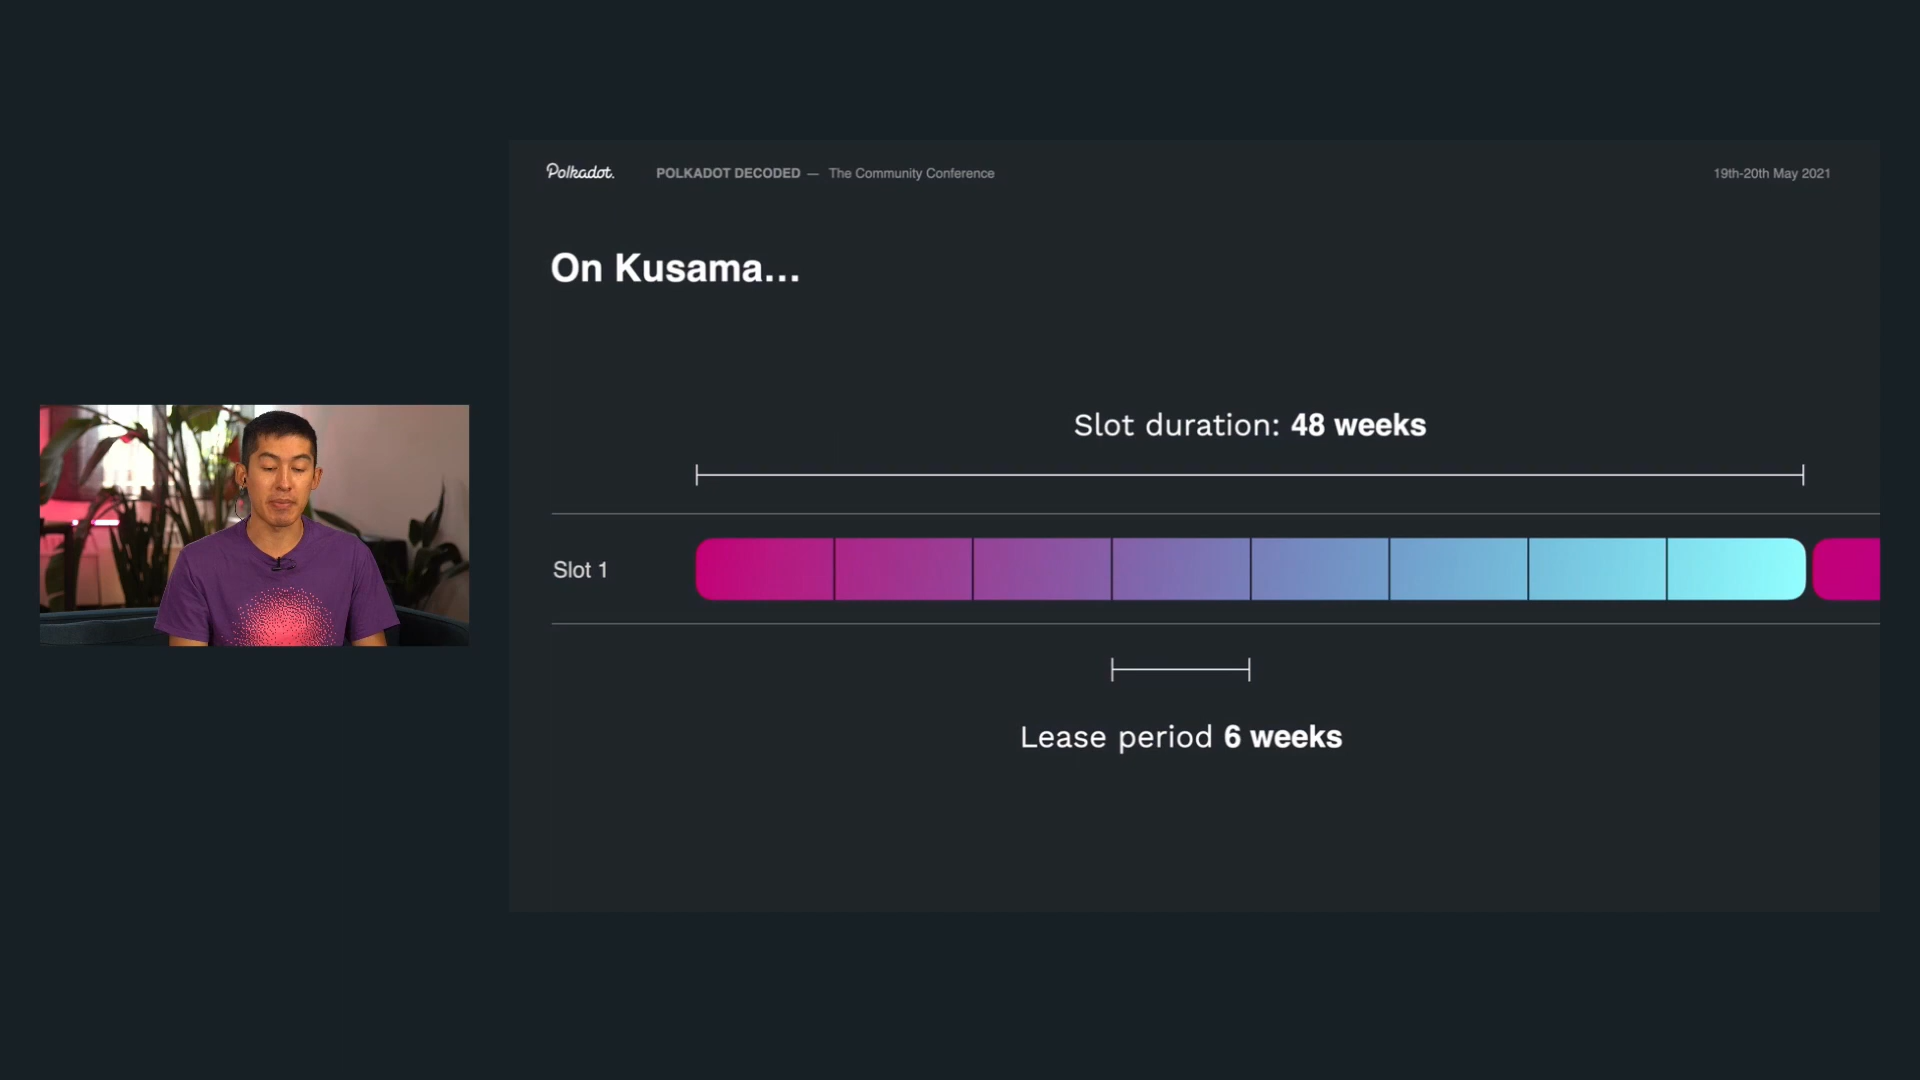 Polkadot.
POLKADOT DECODED — The Community Conference
19th-20th May 2021
On Kusama...
Slot duration: 48 weeks
Slot 1
Lease period 6 weeks